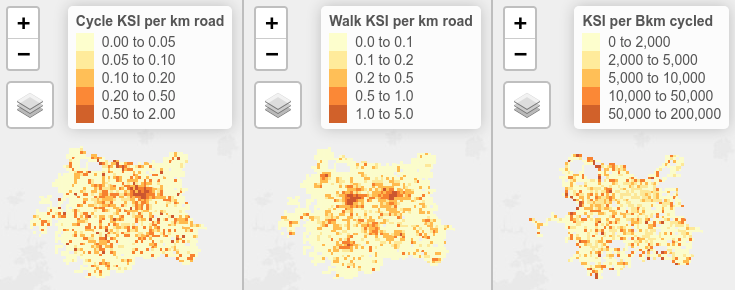 +
−
Cycle KSI per km road
0.00 to 0.05
0.05 to 0.10
0.10 to 0.20
0.20 to 0.50
0.50 to 2.00
+
−
Walk KSI per km road
0.0 to 0.1
0.1 to 0.2
0.2 to 0.5
0.5 to 1.0
1.0 to 5.0
+
−
KSI per Bkm cycled
0 to 2,000
2,000 to 5,000
5,000 to 10,000
10,000 to 50,000
50,000 to 200,000